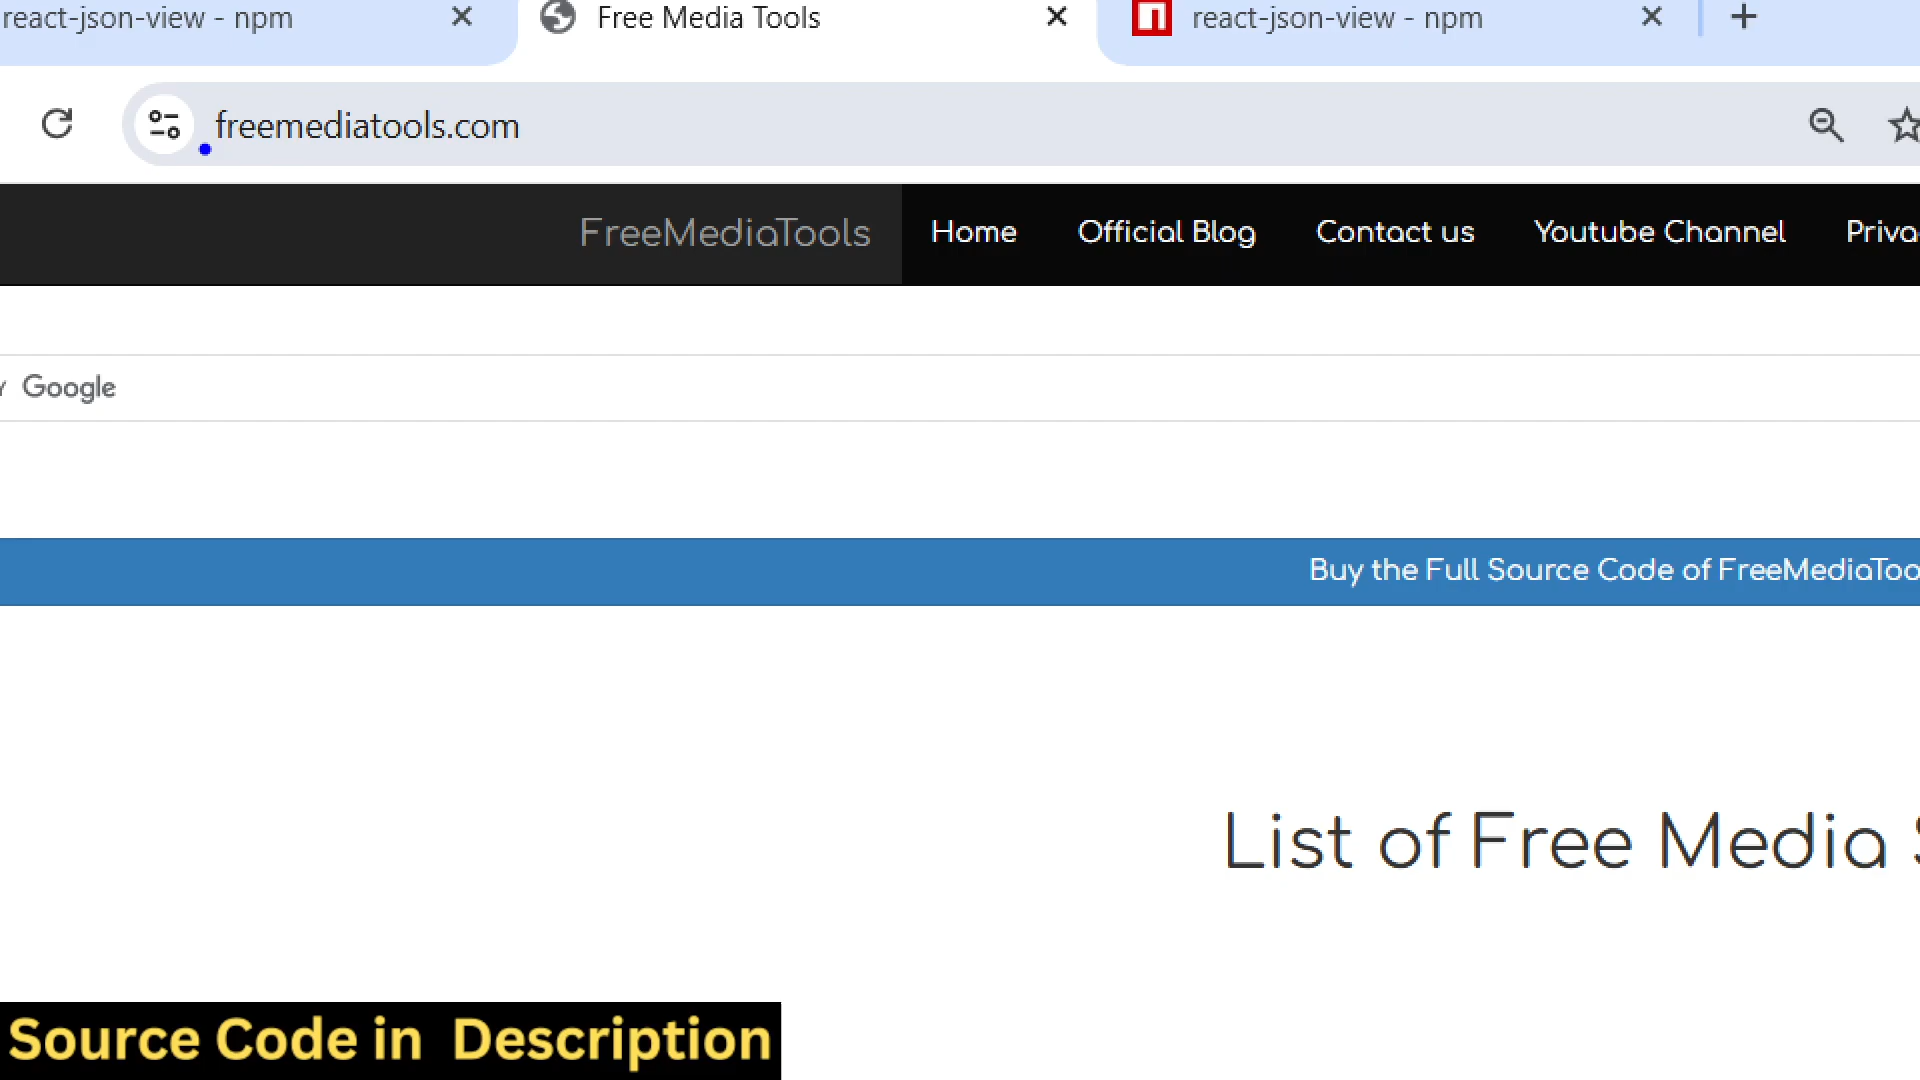 react-json-view - npm
Free Media Tools
react-json-view - npm
freemediatools.com
FreeMediaTools
Home
Official Blog
Contact us
Youtube Channel
Priva
Google
Buy the Full Source Code of FreeMediaToo
List of Free Media
Source Code in Description